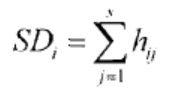 SD_i = \sum_{j=1}^{s} h_{ij}